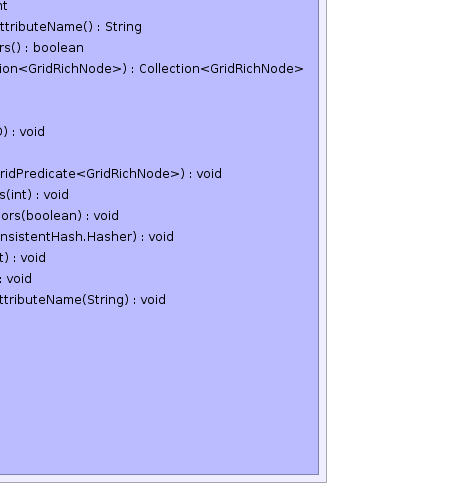 nt
ttributeName() : String
rs() : boolean
ion<GridRichNode>) : Collection<GridRichNode>
D) : void
ridPredicate<GridRichNode>) : void
s(int) : void
ors(boolean) : void
nsistentHash.Hasher) : void
t) : void
: void
ttributeName(String) : void